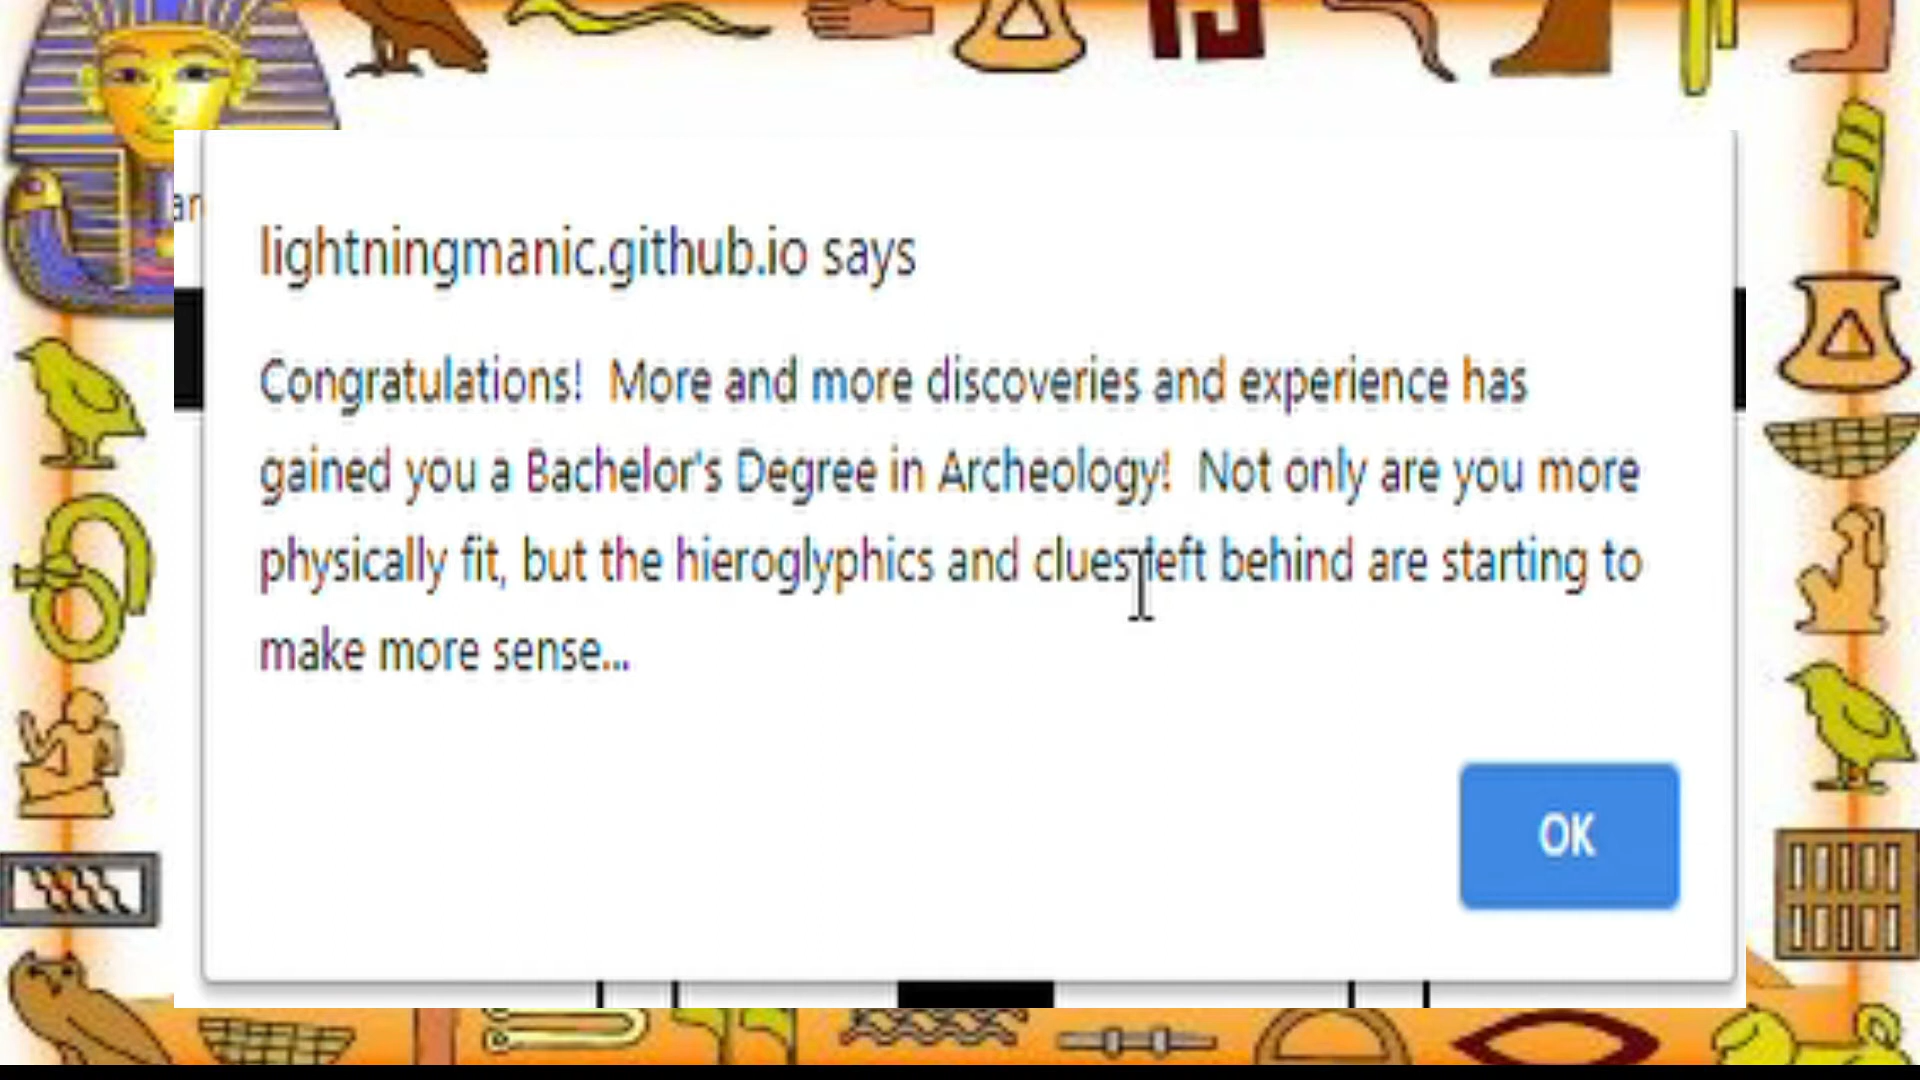 ar
lightningmanic.github.io says
Congratulations!  More and more discoveries and experience has
gained you a Bachelor's Degree in Archeology!  Not only are you more
physically fit, but the hieroglyphics and clues left behind are starting to
make more sense...
OK